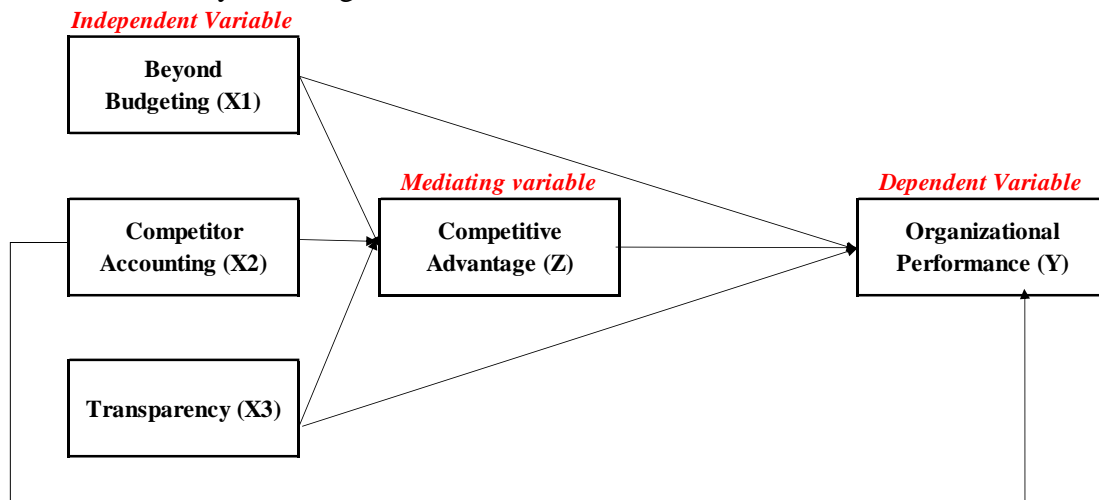 Independent Variable
Beyond
Budgeting (X1)
Mediating variable
Dependent Variable
Competitor
Accounting (X2)
Competitive
Advantage (Z)
Organizational
Performance (Y)
Transparency (X3)